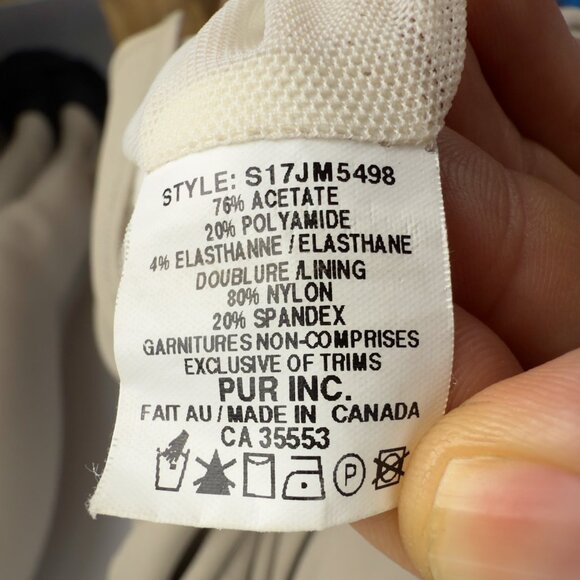 STYLE: S17JM5498
76% ACETATE
20% POLYAMIDE
4% ELASTHANNE / ELASTHANE
DOUBLURE /LINING
80% NYLON
20% SPANDEX
GARNITURES NON-COMPRISES
EXCLUSIVE OF TRIMS
PUR INC.
FAIT AU / MADE IN CANADA
CA 35553
P